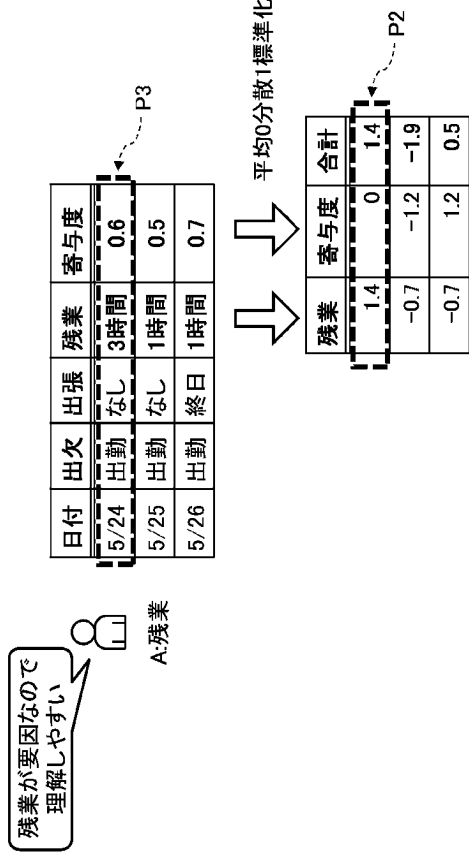 残業が要因なので
理解しやすい
A:残業
日付 出欠 出張 残業 寄与度
5/24 出勤 なし 3時間 0.6
5/25 出勤 なし 1時間 0.5
5/26 出勤 終日 1時間 0.7
P3
平均0分散1標準化
残業 寄与度 合計
1.4 0 1.4
−0.7 −1.2 −1.9
−0.7 1.2 0.5
P2